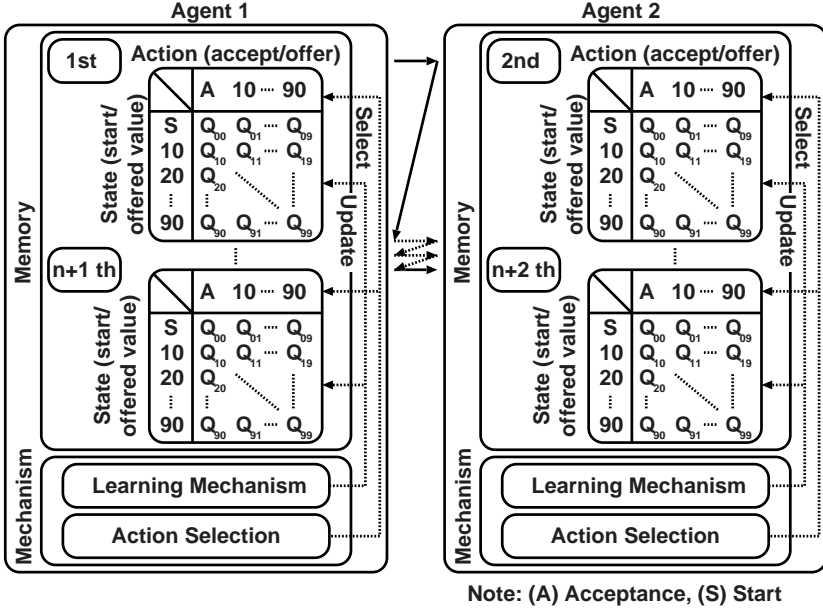 Agent 1
1st
Action (accept/offer)
State (start/
offered value)
A 10 ···· 90
S Q00 Q01 ···· Q09
10 Q10 Q11 ···· Q19
20 Q20
90 Q90 Q91 ···· Q99
Select
Update
Memory
n+1 th
State (start/
offered value)
A 10 ···· 90
S Q00 Q01 ···· Q09
10 Q10 Q11 ···· Q19
20 Q20
90 Q90 Q91 ···· Q99
Mechanism
Learning Mechanism
Action Selection
Agent 2
2nd
Action (accept/offer)
State (start/
offered value)
A 10 ···· 90
S Q00 Q01 ···· Q09
10 Q10 Q11 ···· Q19
20 Q20
90 Q90 Q91 ···· Q99
Select
Update
Memory
n+2 th
State (start/
offered value)
A 10 ···· 90
S Q00 Q01 ···· Q09
10 Q10 Q11 ···· Q19
20 Q20
90 Q90 Q91 ···· Q99
Mechanism
Learning Mechanism
Action Selection
Note: (A) Acceptance, (S) Start